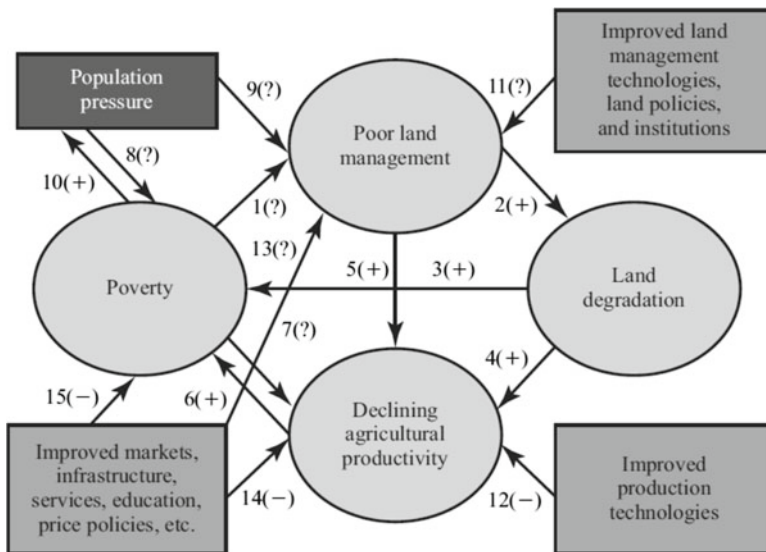 Population
pressure
9(?)
Poor land
management
11(?)
Improved land
management
technologies,
land policies,
and institutions
8(?)
10(+)
1(?)
2(+)
13(?)
Poverty
5(+)
3(+)
Land
degradation
7(?)
15(−)
6(+)
4(+)
Improved markets,
infrastructure,
services, education,
price policies, etc.
14(−)
Declining
agricultural
productivity
12(−)
Improved
production
technologies